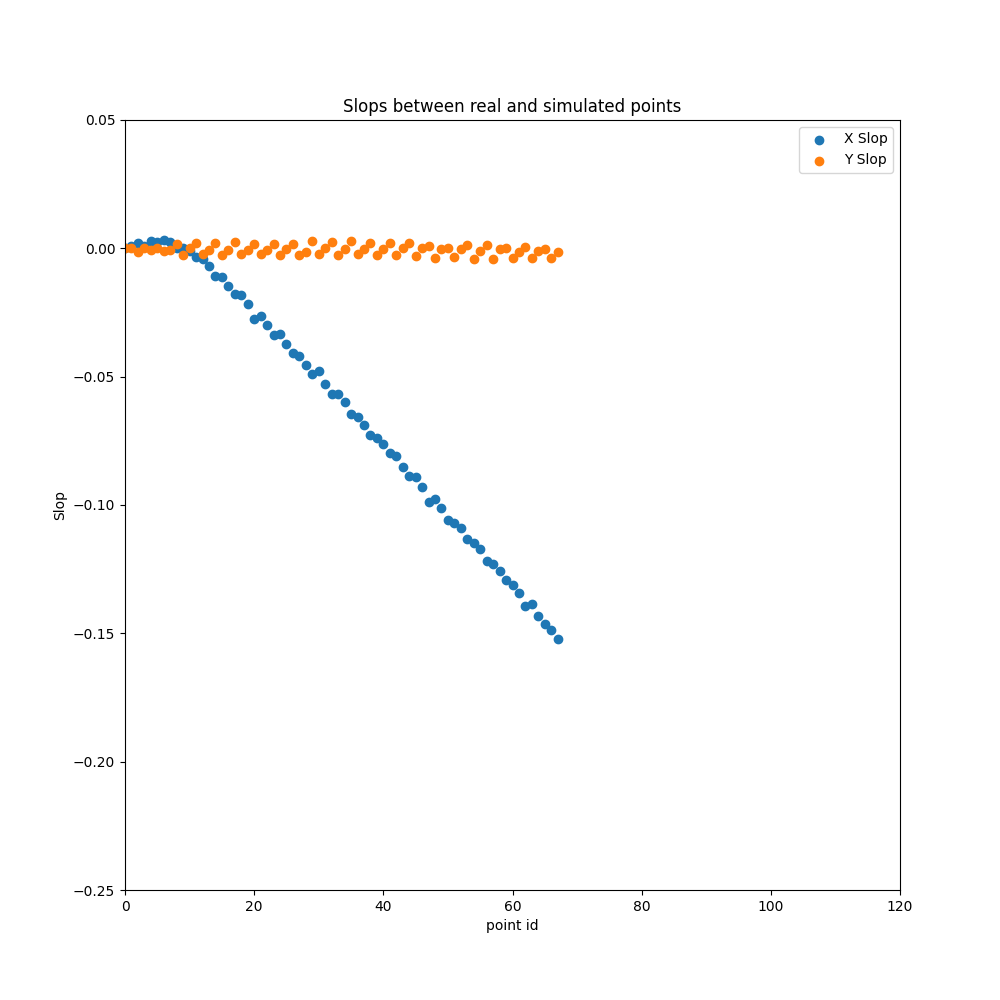 Slops between real and simulated points
X Slop
Y Slop
0.05
0.00
−0.05
−0.10
−0.15
−0.20
−0.25
Slop
0 20 40 60 80 100 120
point id